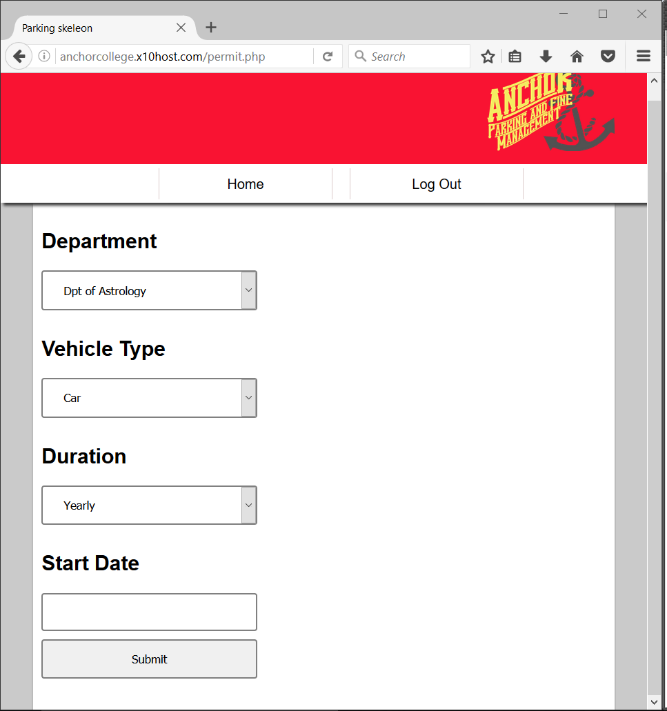 Parking skeleon
anchorcollege.x10host.com/permit.php
Search
ANCHOR
PARKING AND FINE
MANAGEMENT
Home
Log Out
Department
Dpt of Astrology
Vehicle Type
Car
Duration
Yearly
Start Date
Submit